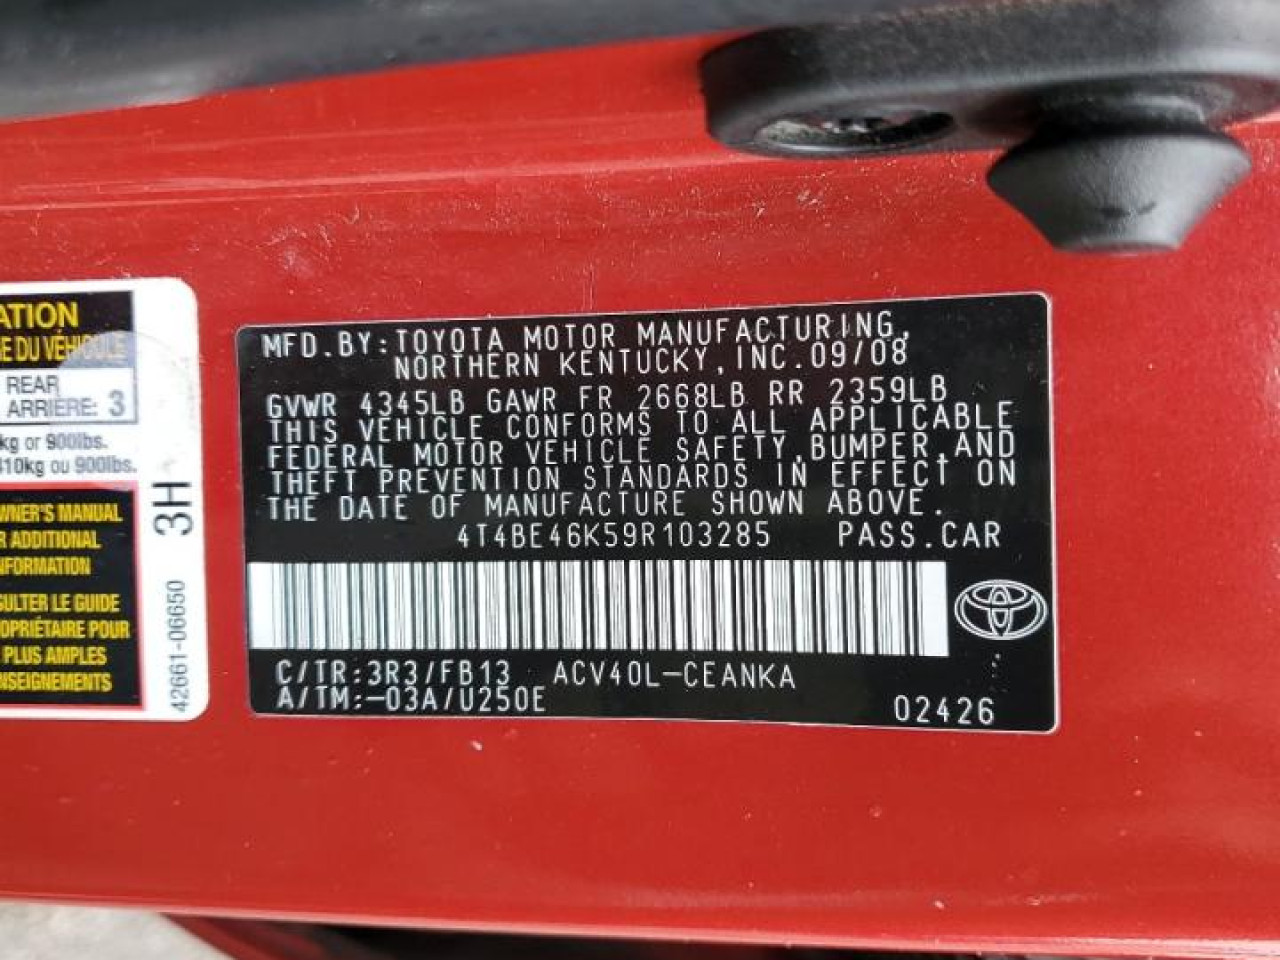 ATION
E DU VÉHICULE
REAR
ARRIÈRE: 3
kg or 900lbs.
410kg ou 900lbs.
WNER'S MANUAL
R ADDITIONAL
NFORMATION
SULTER LE GUIDE
OPRIÉTAIRE POUR
PLUS AMPLES
NSEIGNEMENTS
3H
42661-06650
MFD.BY:TOYOTA MOTOR MANUFACTURING,
NORTHERN KENTUCKY,INC.09/08
GVWR 4345LB GAWR FR 2668LB RR 2359LB
THIS VEHICLE CONFORMS TO ALL APPLICABLE
FEDERAL MOTOR VEHICLE SAFETY,BUMPER,AND
THEFT PREVENTION STANDARDS IN EFFECT ON
THE DATE OF MANUFACTURE SHOWN ABOVE.
4T4BE46K59R103285 PASS.CAR
C/TR:3R3/FB13 ACV40L-CEANKA
A/TM:-03A/U250E
02426